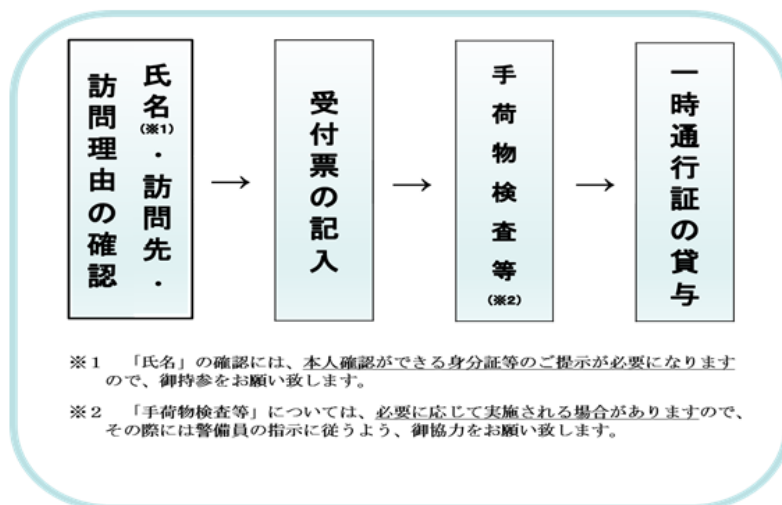 氏名(※1)・訪問先・
訪問理由の確認
→
受付票の記入
→
手荷物検査等(※2)
→
一時通行証の貸与
※1　「氏名」の確認には、本人確認ができる身分証等のご提示が必要になります
ので、御持参をお願い致します。
※2　「手荷物検査等」については、必要に応じて実施される場合がありますので、
その際には警備員の指示に従うよう、御協力をお願い致します。